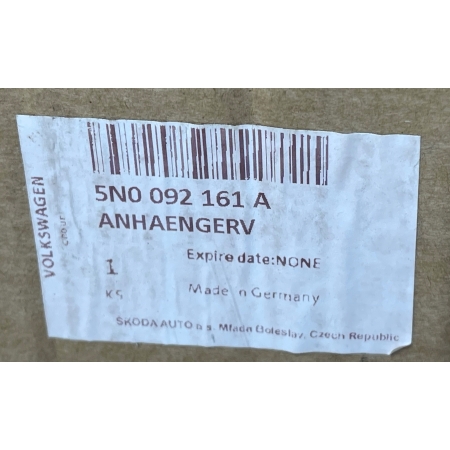 VOLKSWAGEN
group
5N0 092 161 A
ANHAENGERV
Expire date:NONE
1
KS
Made in Germany
ŠKODA AUTO a s. Mlada Boleslav, Czech Republic